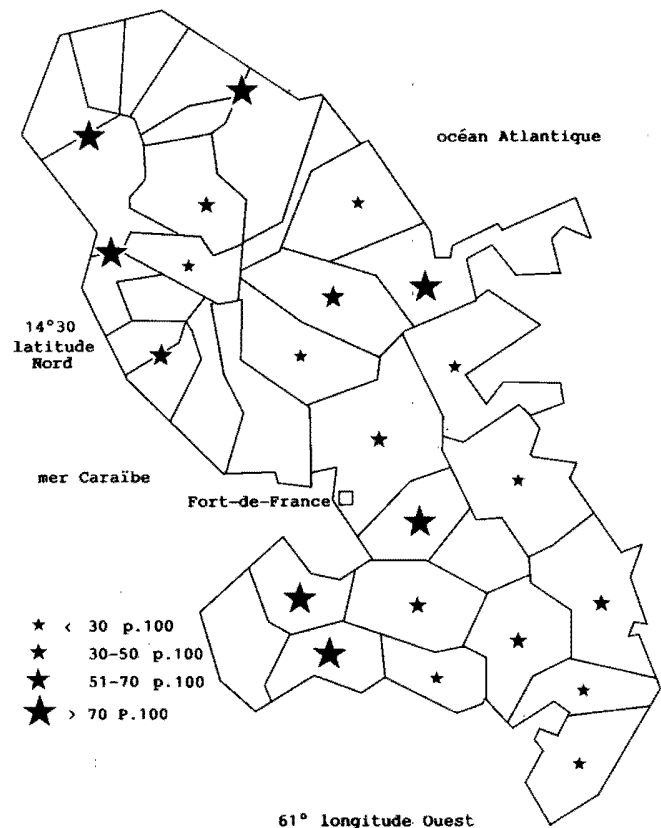 océan Atlantique
14°30
latitude
Nord
mer Caraïbe
Fort-de-France
< 30 p.100
30-50 p.100
51-70 p.100
> 70 P.100
61° longitude Ouest